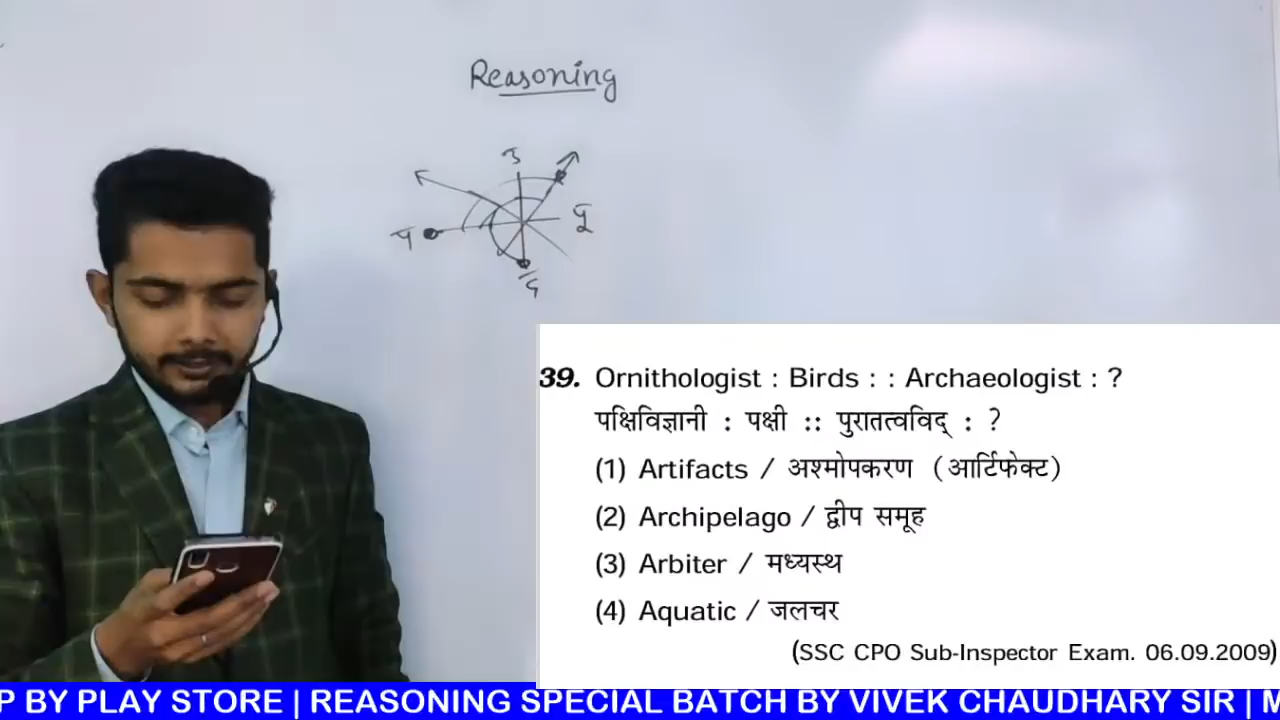 Reasoning
उ
पू
प
द
39. Ornithologist : Birds : : Archaeologist : ?
पक्षिविज्ञानी : पक्षी :: पुरातत्वविद् : ?
(1) Artifacts / अश्मोपकरण (आर्टिफेक्ट)
(2) Archipelago / द्वीप समूह
(3) Arbiter / मध्यस्थ
(4) Aquatic / जलचर
(SSC CPO Sub-Inspector Exam. 06.09.2009)
P BY PLAY STORE | REASONING SPECIAL BATCH BY VIVEK CHAUDHARY SIR | M